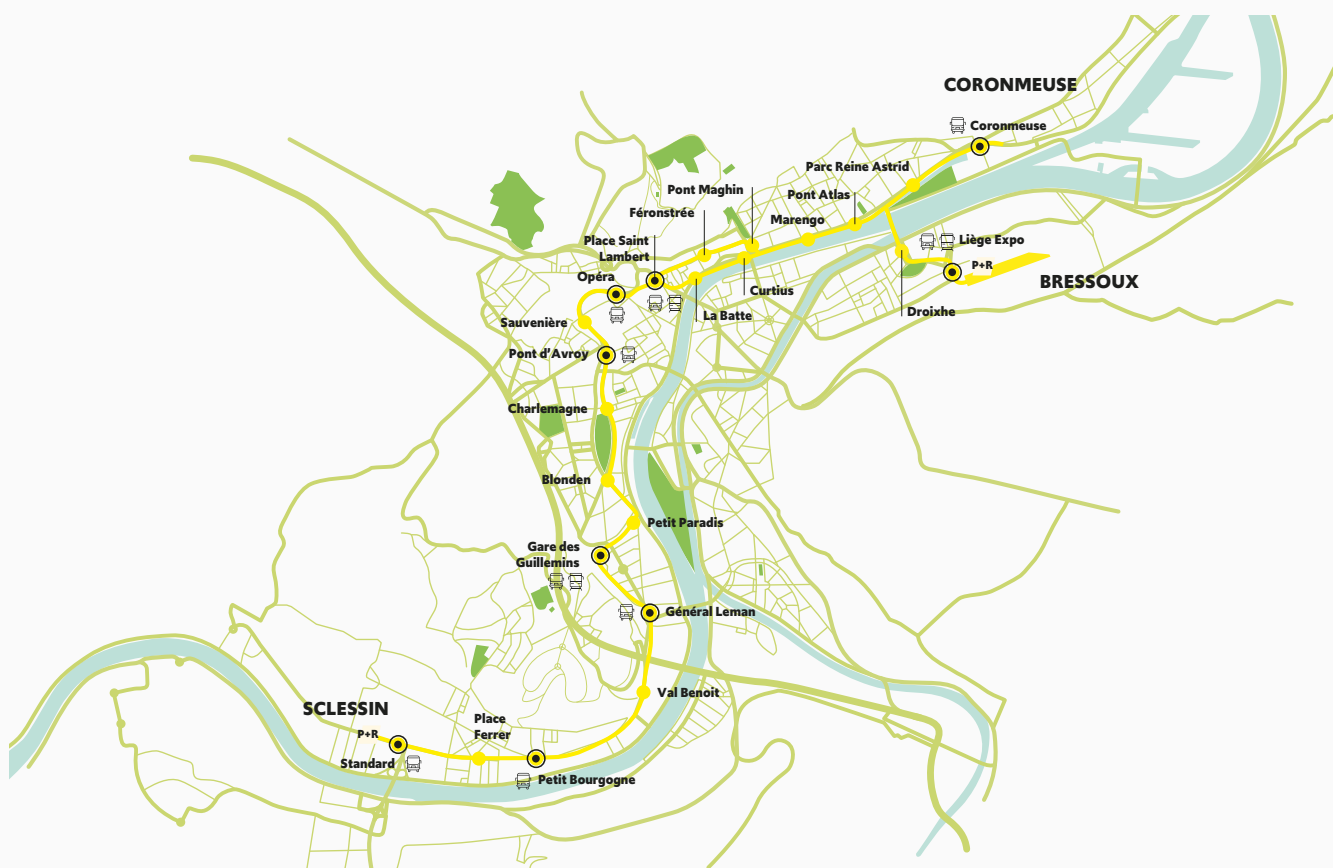 CORONMEUSE
Coronmeuse
Parc Reine Astrid
Pont Maghin
Pont Atlas
Féronstrée
Marengo
Place Saint
Lambert
Liège Expo
P+R
Opéra
BRESSOUX
Curtius
La Batte
Droixhe
Sauvenière
Pont d'Avroy
Charlemagne
Blonden
Petit Paradis
Gare des
Guillemins
Général Leman
Val Benoit
SCLESSIN
Place
Ferrer
P+R
Standard
Petit Bourgogne